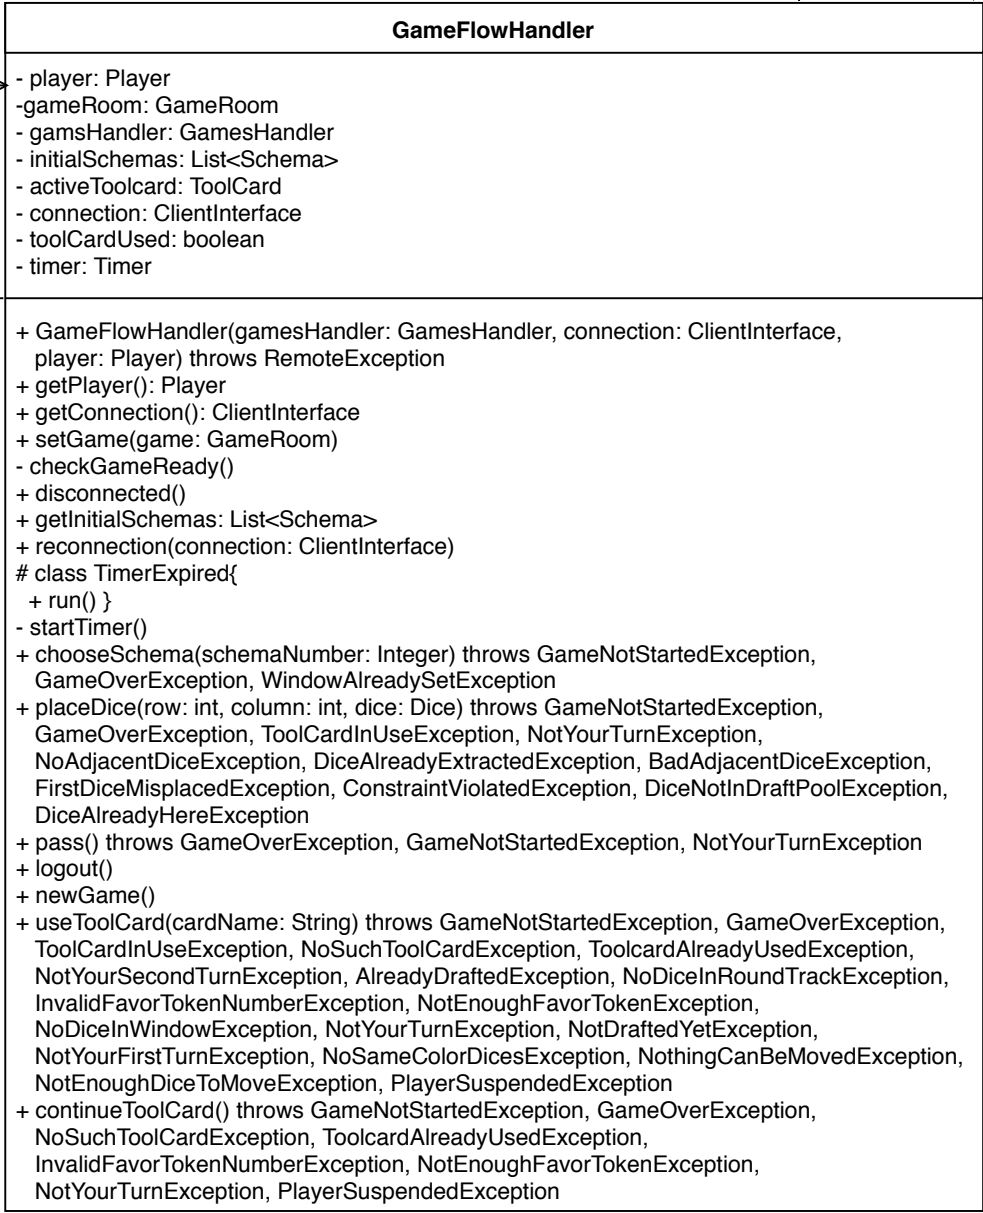 GameFlowHandler
- player: Player
-gameRoom: GameRoom
- gamsHandler: GamesHandler
- initialSchemas: List<Schema>
- activeToolcard: ToolCard
- connection: ClientInterface
- toolCardUsed: boolean
- timer: Timer
+ GameFlowHandler(gamesHandler: GamesHandler, connection: ClientInterface,
player: Player) throws RemoteException
+ getPlayer(): Player
+ getConnection(): ClientInterface
+ setGame(game: GameRoom)
- checkGameReady()
+ disconnected()
+ getInitialSchemas: List<Schema>
+ reconnection(connection: ClientInterface)
# class TimerExpired{
+ run() }
- startTimer()
+ chooseSchema(schemaNumber: Integer) throws GameNotStartedException,
GameOverException, WindowAlreadySetException
+ placeDice(row: int, column: int, dice: Dice) throws GameNotStartedException,
GameOverException, ToolCardInUseException, NotYourTurnException,
NoAdjacentDiceException, DiceAlreadyExtractedException, BadAdjacentDiceException,
FirstDiceMisplacedException, ConstraintViolatedException, DiceNotInDraftPoolException,
DiceAlreadyHereException
+ pass() throws GameOverException, GameNotStartedException, NotYourTurnException
+ logout()
+ newGame()
+ useToolCard(cardName: String) throws GameNotStartedException, GameOverException,
ToolCardInUseException, NoSuchToolCardException, ToolcardAlreadyUsedException,
NotYourSecondTurnException, AlreadyDraftedException, NoDiceInRoundTrackException,
InvalidFavorTokenNumberException, NotEnoughFavorTokenException,
NoDiceInWindowException, NotYourTurnException, NotDraftedYetException,
NotYourFirstTurnException, NoSameColorDicesException, NothingCanBeMovedException,
NotEnoughDiceToMoveException, PlayerSuspendedException
+ continueToolCard() throws GameNotStartedException, GameOverException,
NoSuchToolCardException, ToolcardAlreadyUsedException,
InvalidFavorTokenNumberException, NotEnoughFavorTokenException,
NotYourTurnException, PlayerSuspendedException